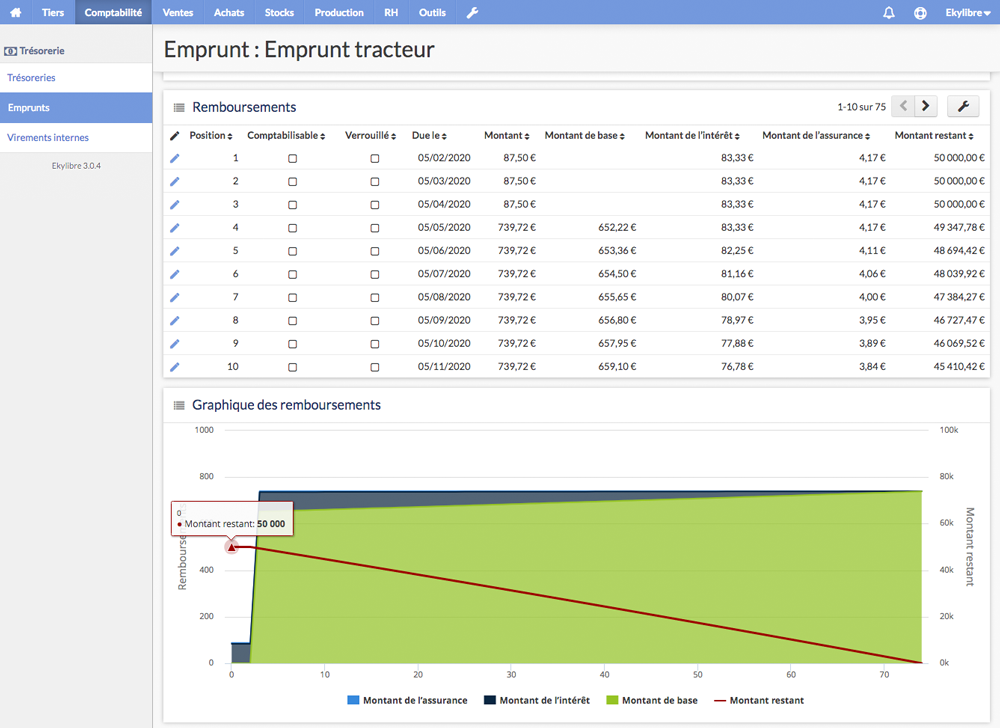 Tiers Comptabilité Ventes Achats Stocks Production RH Outils Ekylibre
Trésorerie
Trésoreries
Emprunts
Virements internes
Ekylibre 3.0.4
Emprunt : Emprunt tracteur
Remboursements 1-10 sur 75
Position Comptabilisable Verrouillé Due le Montant Montant de base Montant de l'intérêt Montant de l'assurance Montant restant
1 05/02/2020 87,50 € 83,33 € 4,17 € 50 000,00 €
2 05/03/2020 87,50 € 83,33 € 4,17 € 50 000,00 €
3 05/04/2020 87,50 € 83,33 € 4,17 € 50 000,00 €
4 05/05/2020 739,72 € 652,22 € 83,33 € 4,17 € 49 347,78 €
5 05/06/2020 739,72 € 653,36 € 82,25 € 4,11 € 48 694,42 €
6 05/07/2020 739,72 € 654,50 € 81,16 € 4,06 € 48 039,92 €
7 05/08/2020 739,72 € 655,65 € 80,07 € 4,00 € 47 384,27 €
8 05/09/2020 739,72 € 656,80 € 78,97 € 3,95 € 46 727,47 €
9 05/10/2020 739,72 € 657,95 € 77,88 € 3,89 € 46 069,52 €
10 05/11/2020 739,72 € 659,10 € 76,78 € 3,84 € 45 410,42 €
Graphique des remboursements
1000 100k
800 80k
0
Montant restant: 50 000
60k
400 40k
200 20k
0 0k
Montant restant
0 10 20 30 40 50 60 70
Montant de l'assurance Montant de l'intérêt Montant de base Montant restant